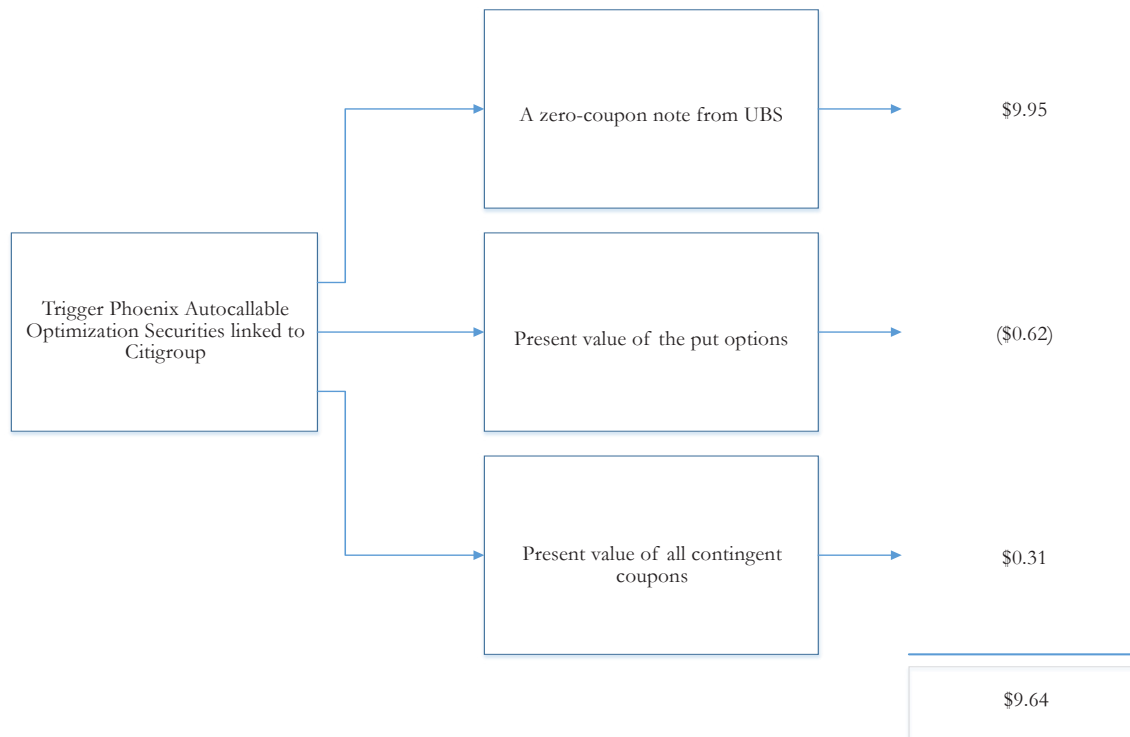 A zero-coupon note from UBS
$9.95
Trigger Phoenix Autocallable
Optimization Securities linked to
Citigroup
Present value of the put options
($0.62)
Present value of all contingent
coupons
$0.31
$9.64